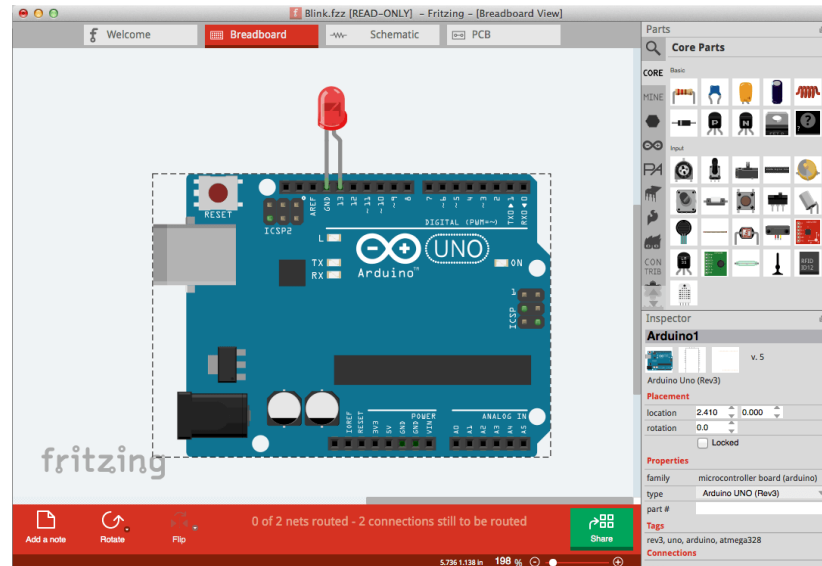 Blink.fzz [READ-ONLY] – Fritzing – [Breadboard View]
Welcome
Breadboard
Schematic
PCB
Parts
Core Parts
CORE
Basic
MINE
P
N
?
Input
PA
CON
TRIB
RFID
RESET
ICSP2
AREF
GND
13
12
~11
~10
~9
8
7
~6
~5
4
~3
2
TXD▶1
RXD◀0
DIGITAL (PWM=~)
L
TX
RX
Arduino™
UNO
ON
ICSP
1
IOREF
RESET
3V3
5V
GND
GND
VIN
POWER
A0
A1
A2
A3
A4
A5
ANALOG IN
fritzing
Inspector
Arduino1
v. 5
Arduino Uno (Rev3)
Placement
location
2.410
0.000
rotation
0.0
Locked
Properties
family
microcontroller board (arduino)
type
Arduino UNO (Rev3)
part #
Tags
rev3, uno, arduino, atmega328
Connections
Add a note
Rotate
Flip
0 of 2 nets routed - 2 connections still to be routed
Share
5.736 1.138 in
198 %